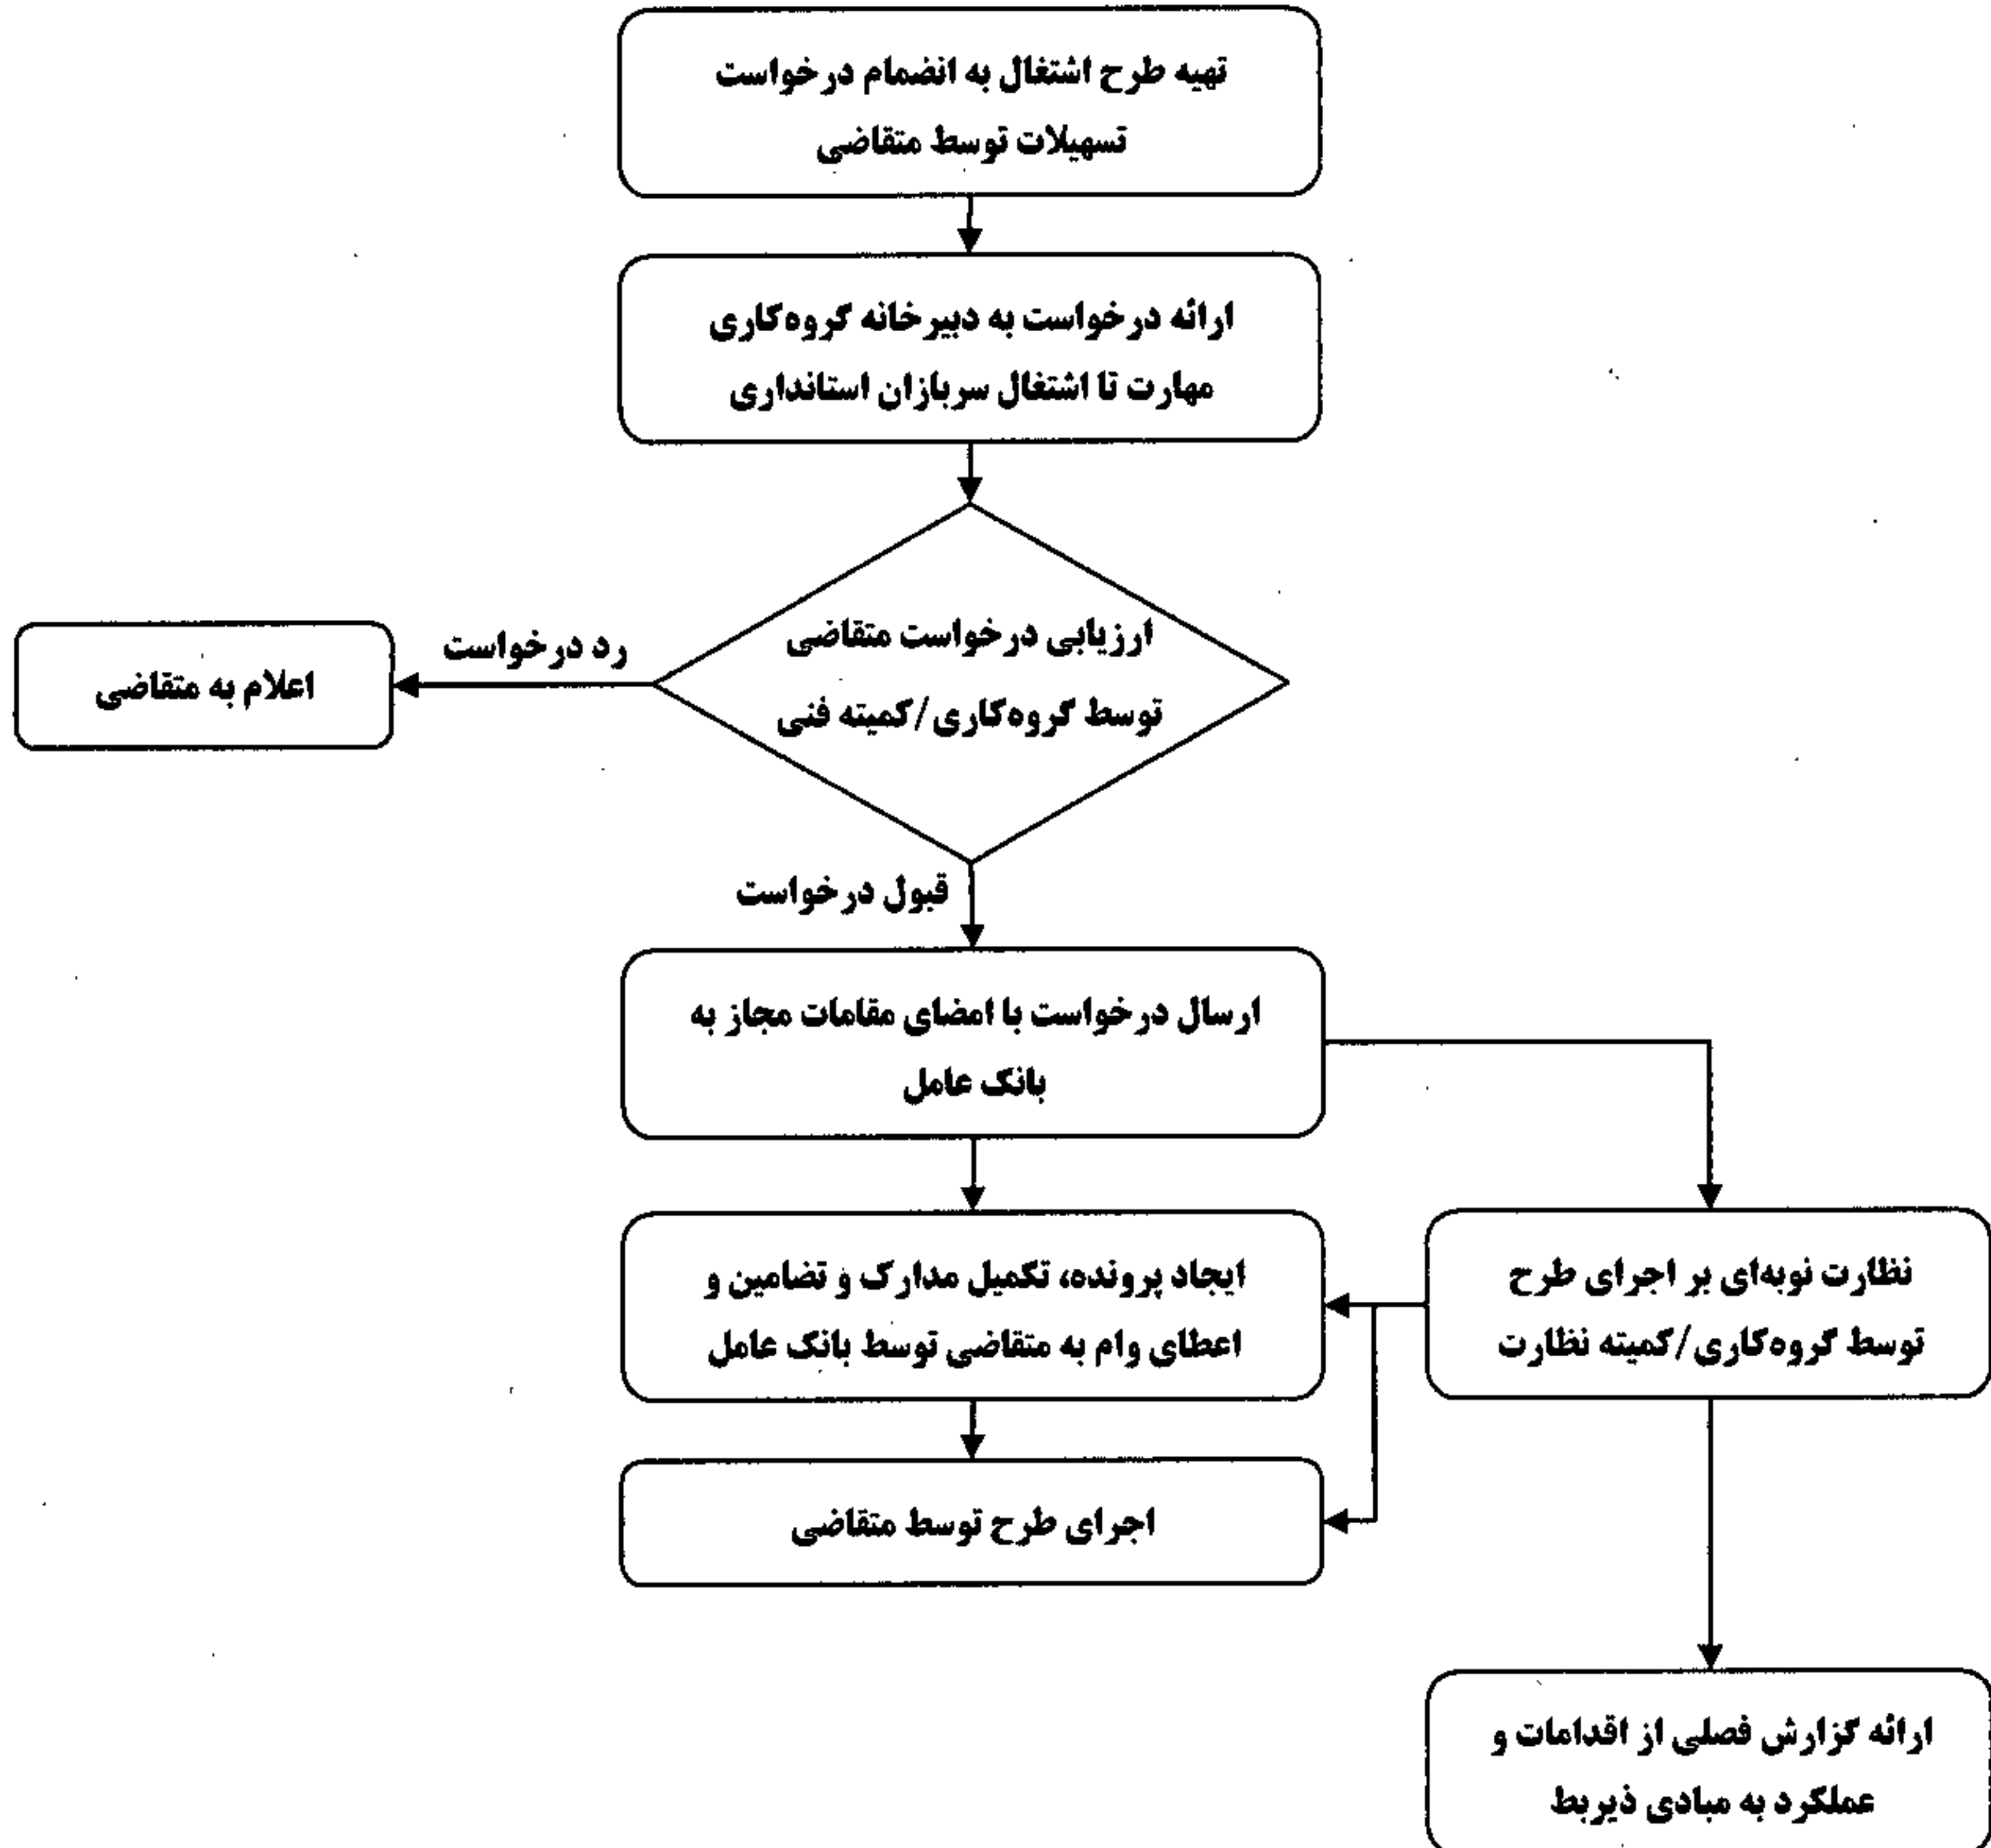 تهیه طرح اشتغال به انضمام درخواست
تسهیلات توسط متقاضی
ارائه درخواست به دبیرخانه گروه‌کاری
مهارت تا اشتغال سربازان استانداری
ارزیابی درخواست متقاضی
توسط گروه‌کاری/کمیته فنی
رد درخواست
اعلام به متقاضی
قبول درخواست
ارسال درخواست با امضای مقامات مجاز به
بانک عامل
ایجاد پرونده، تکمیل مدارک و تضامین و
اعطای وام به متقاضی توسط بانک عامل
نظارت نوبه‌ای بر اجرای طرح
توسط گروه‌کاری/کمیته نظارت
اجرای طرح توسط متقاضی
ارائه گزارش فصلی از اقدامات و
عملکرد به مبادی ذیربط